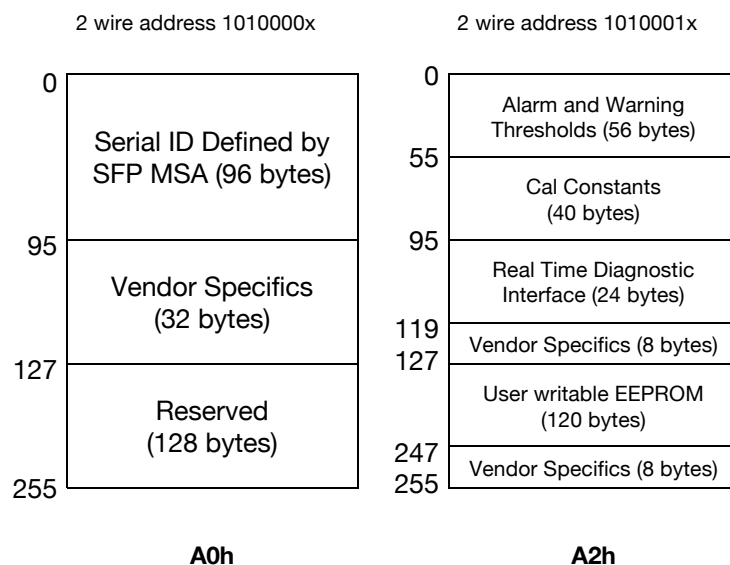 2 wire address 1010000x
0
Serial ID Defined by
SFP MSA (96 bytes)
95
Vendor Specifics
(32 bytes)
127
Reserved
(128 bytes)
255
A0h
2 wire address 1010001x
0
Alarm and Warning
Thresholds (56 bytes)
55
Cal Constants
(40 bytes)
95
Real Time Diagnostic
Interface (24 bytes)
119
Vendor Specifics (8 bytes)
127
User writable EEPROM
(120 bytes)
247
Vendor Specifics (8 bytes)
255
A2h